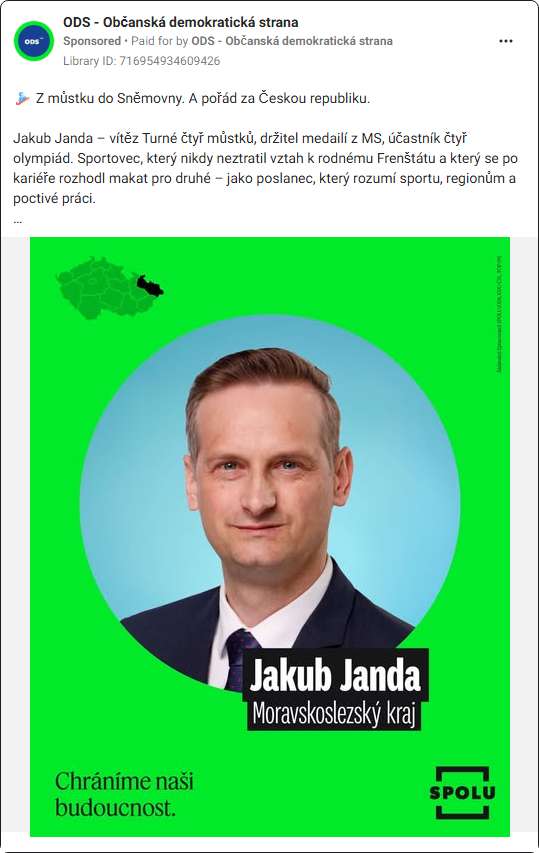 ODS - Občanská demokratická strana
Sponsored • Paid for by ODS - Občanská demokratická strana
Library ID: 716954934609426
Z můstku do Sněmovny. A pořád za Českou republiku.
Jakub Janda – vítěz Turné čtyř můstků, držitel medailí z MS, účastník čtyř
olympiád. Sportovec, který nikdy neztratil vztah k rodnému Frenštátu a který se po
kariéře rozhodl makat pro druhé – jako poslanec, který rozumí sportu, regionům a
poctivé práci.
...
ODS
Jakub Janda
Moravskoslezský kraj
Chráníme naši
budoucnost.
SPOLU